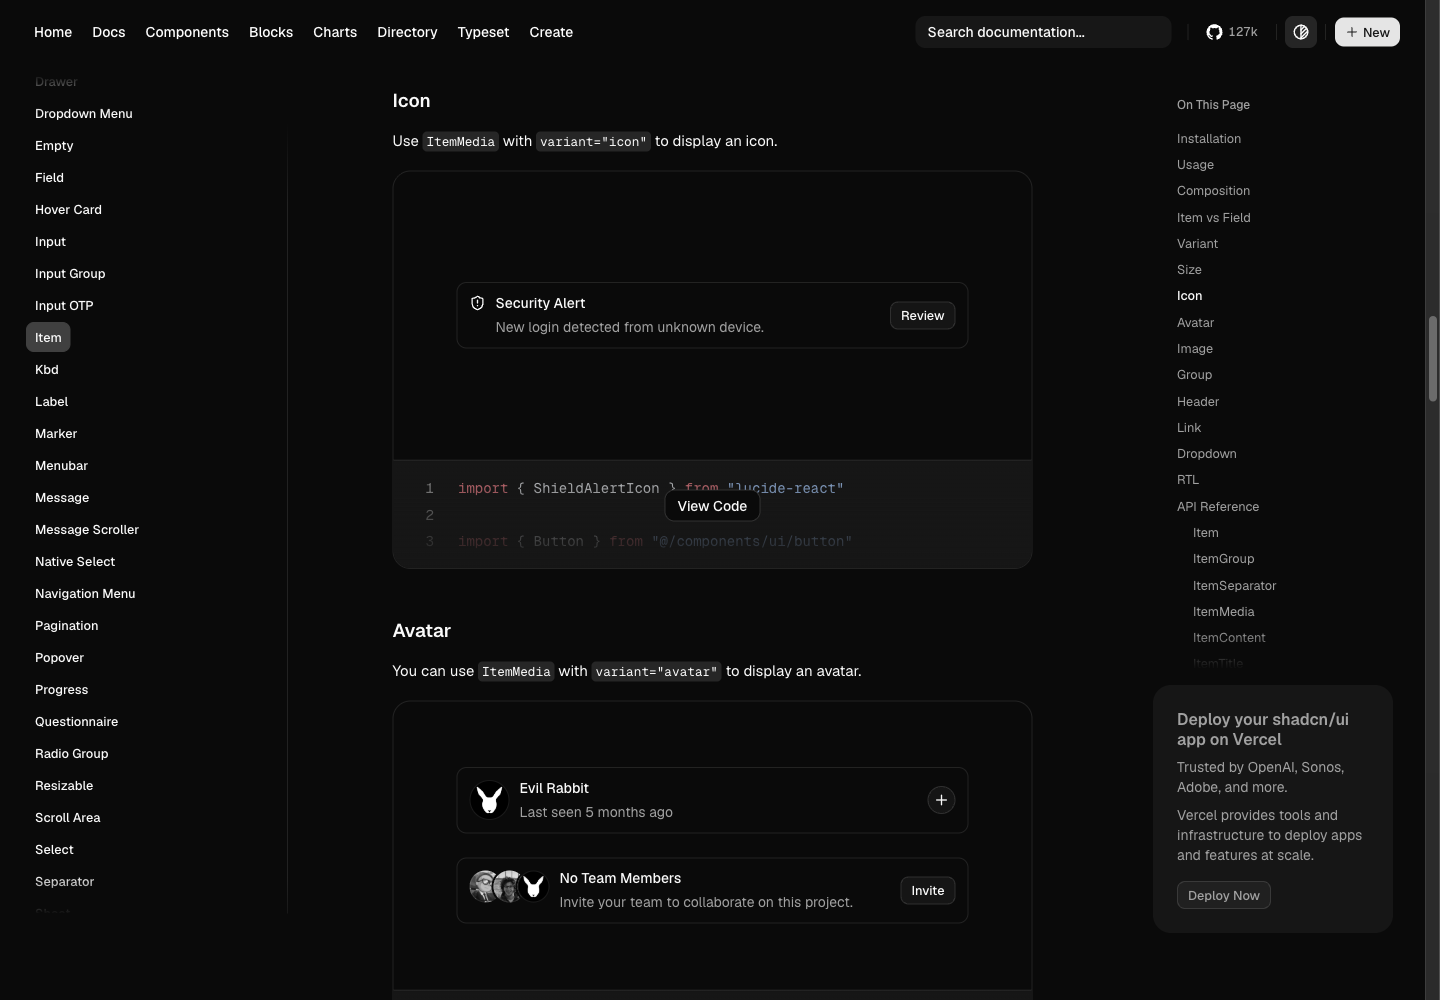 Home Docs Components Blocks Charts Directory Typeset Create
Search documentation...
127k
New
Drawer
Dropdown Menu
Empty
Field
Hover Card
Input
Input Group
Input OTP
Item
Kbd
Label
Marker
Menubar
Message
Message Scroller
Native Select
Navigation Menu
Pagination
Popover
Progress
Questionnaire
Radio Group
Resizable
Scroll Area
Select
Separator
Sheet
Icon
Use ItemMedia with variant="icon" to display an icon.
Security Alert
New login detected from unknown device.
Review
1 import { ShieldAlertIcon } from "lucide-react"
2
3 import { Button } from "@/components/ui/button"
View Code
Avatar
You can use ItemMedia with variant="avatar" to display an avatar.
Evil Rabbit
Last seen 5 months ago
No Team Members
Invite your team to collaborate on this project.
Invite
On This Page
Installation
Usage
Composition
Item vs Field
Variant
Size
Icon
Avatar
Image
Group
Header
Link
Dropdown
RTL
API Reference
Item
ItemGroup
ItemSeparator
ItemMedia
ItemContent
ItemTitle
Deploy your shadcn/ui
app on Vercel
Trusted by OpenAI, Sonos,
Adobe, and more.
Vercel provides tools and
infrastructure to deploy apps
and features at scale.
Deploy Now